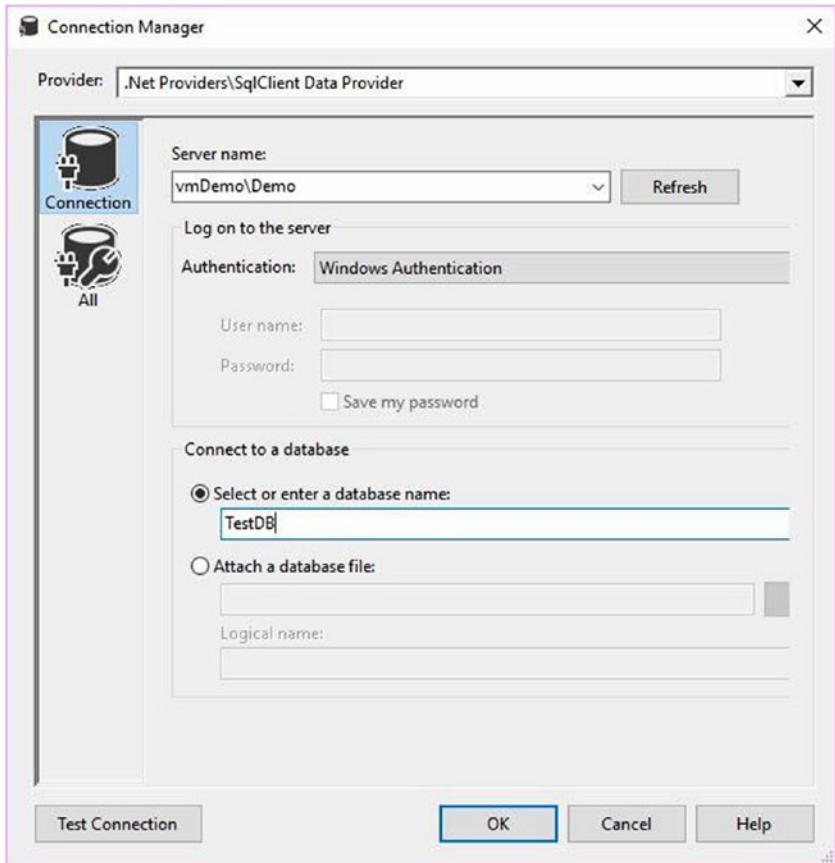 Connection Manager
Provider: .Net Providers\SqlClient Data Provider
Connection
All
Server name:
vmDemo\Demo
Refresh
Log on to the server
Authentication: Windows Authentication
User name:
Password:
Save my password
Connect to a database
Select or enter a database name:
TestDB
Attach a database file:
Logical name:
Test Connection OK Cancel Help